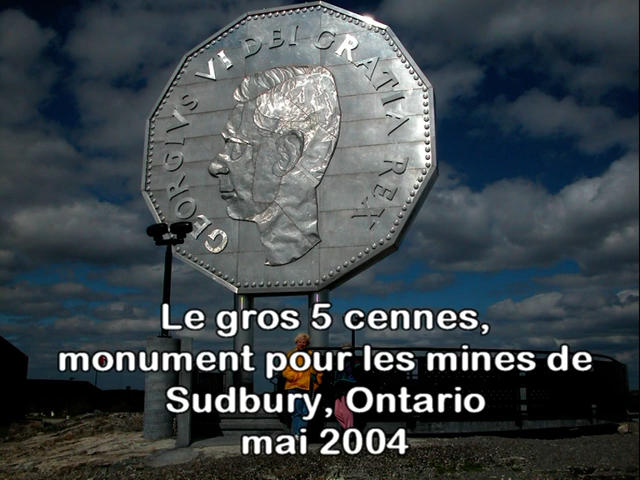 GEORGIVS VI DEI GRATIA REX
Le gros 5 cennes,
monument pour les mines de
Sudbury, Ontario
mai 2004